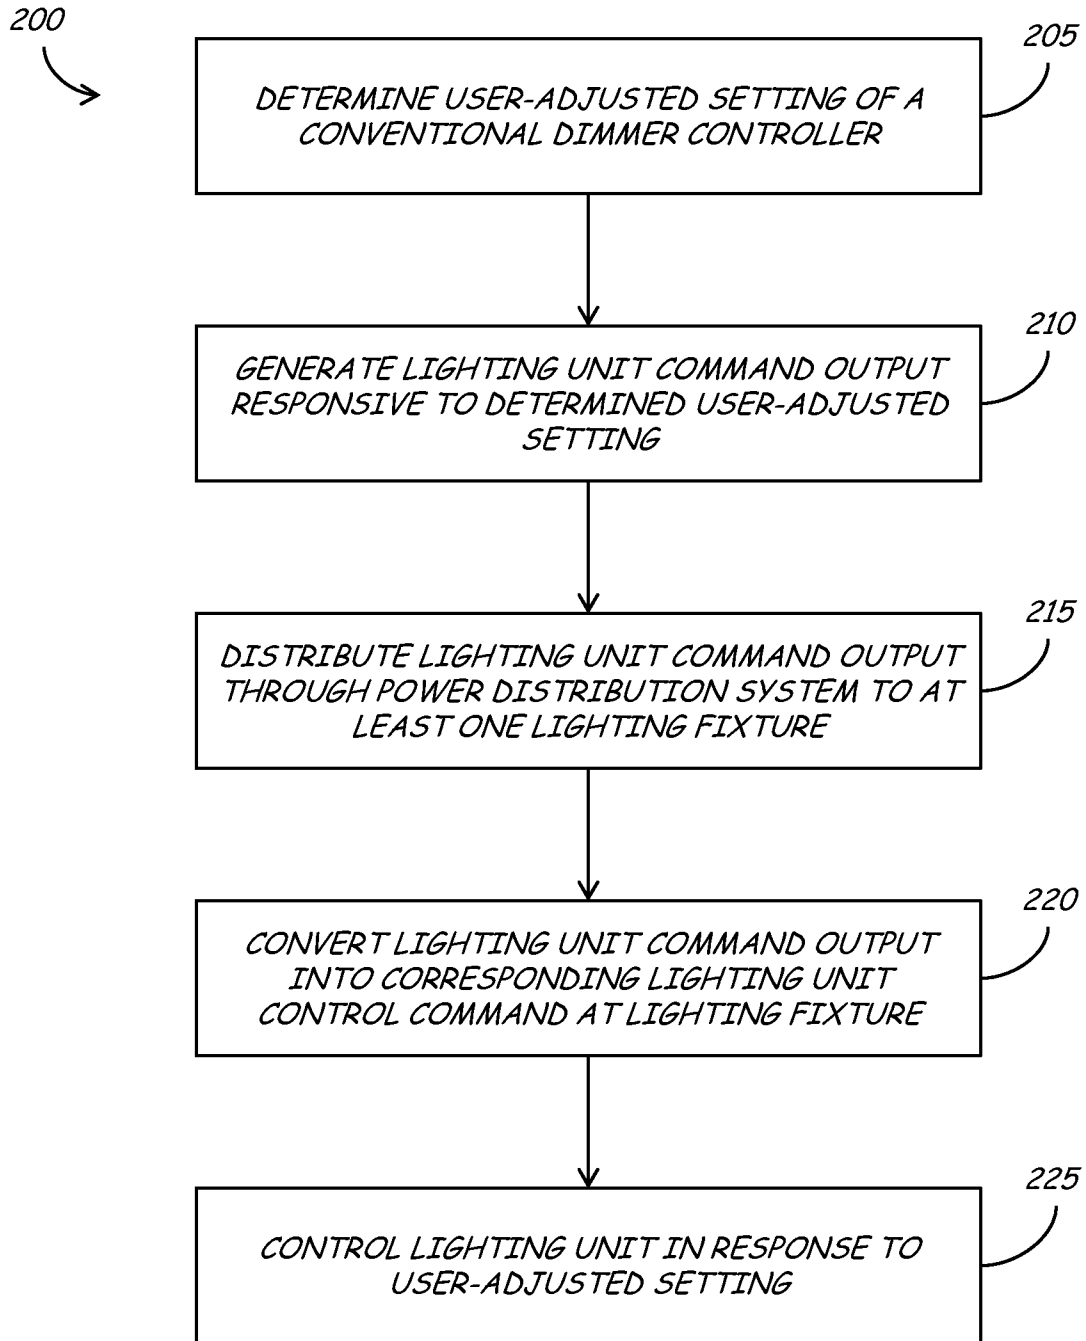 200
205
DETERMINE USER-ADJUSTED SETTING OF A
CONVENTIONAL DIMMER CONTROLLER
210
GENERATE LIGHTING UNIT COMMAND OUTPUT
RESPONSIVE TO DETERMINED USER-ADJUSTED
SETTING
215
DISTRIBUTE LIGHTING UNIT COMMAND OUTPUT
THROUGH POWER DISTRIBUTION SYSTEM TO AT
LEAST ONE LIGHTING FIXTURE
220
CONVERT LIGHTING UNIT COMMAND OUTPUT
INTO CORRESPONDING LIGHTING UNIT
CONTROL COMMAND AT LIGHTING FIXTURE
225
CONTROL LIGHTING UNIT IN RESPONSE TO
USER-ADJUSTED SETTING